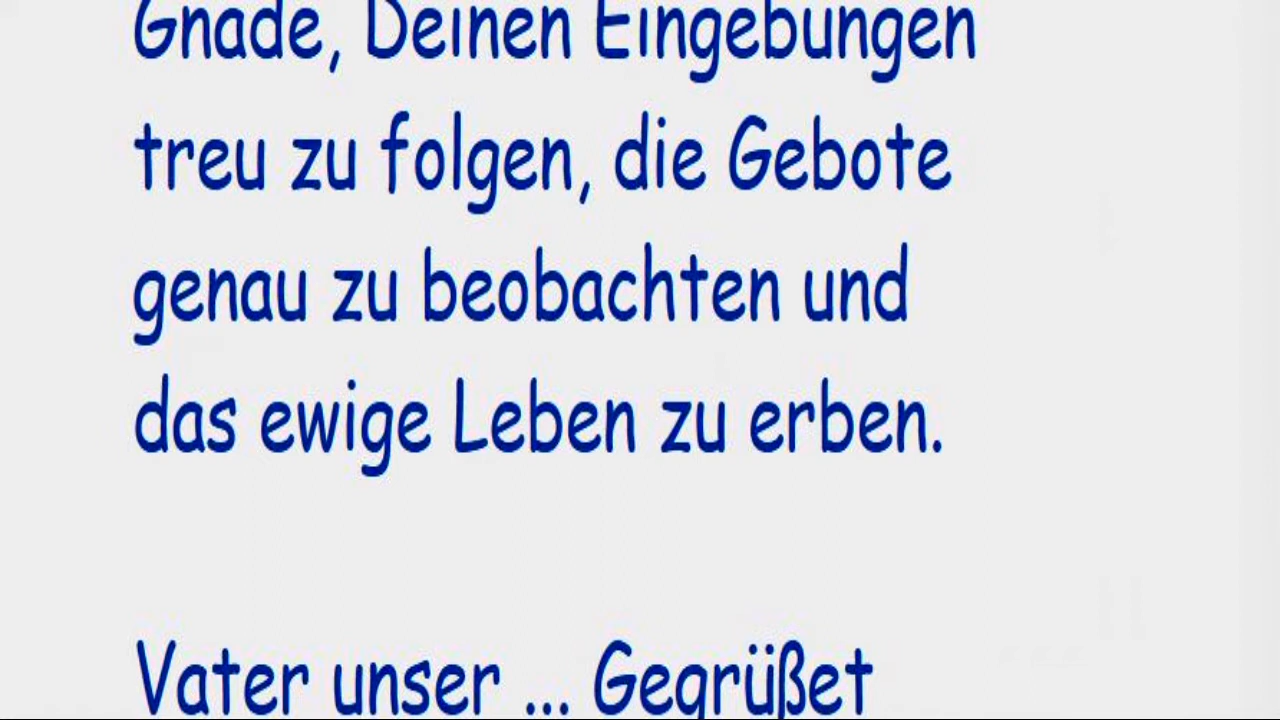 Gnade, Deinen Eingebungen
treu zu folgen, die Gebote
genau zu beobachten und
das ewige Leben zu erben.
Vater unser ... Gegrüßet